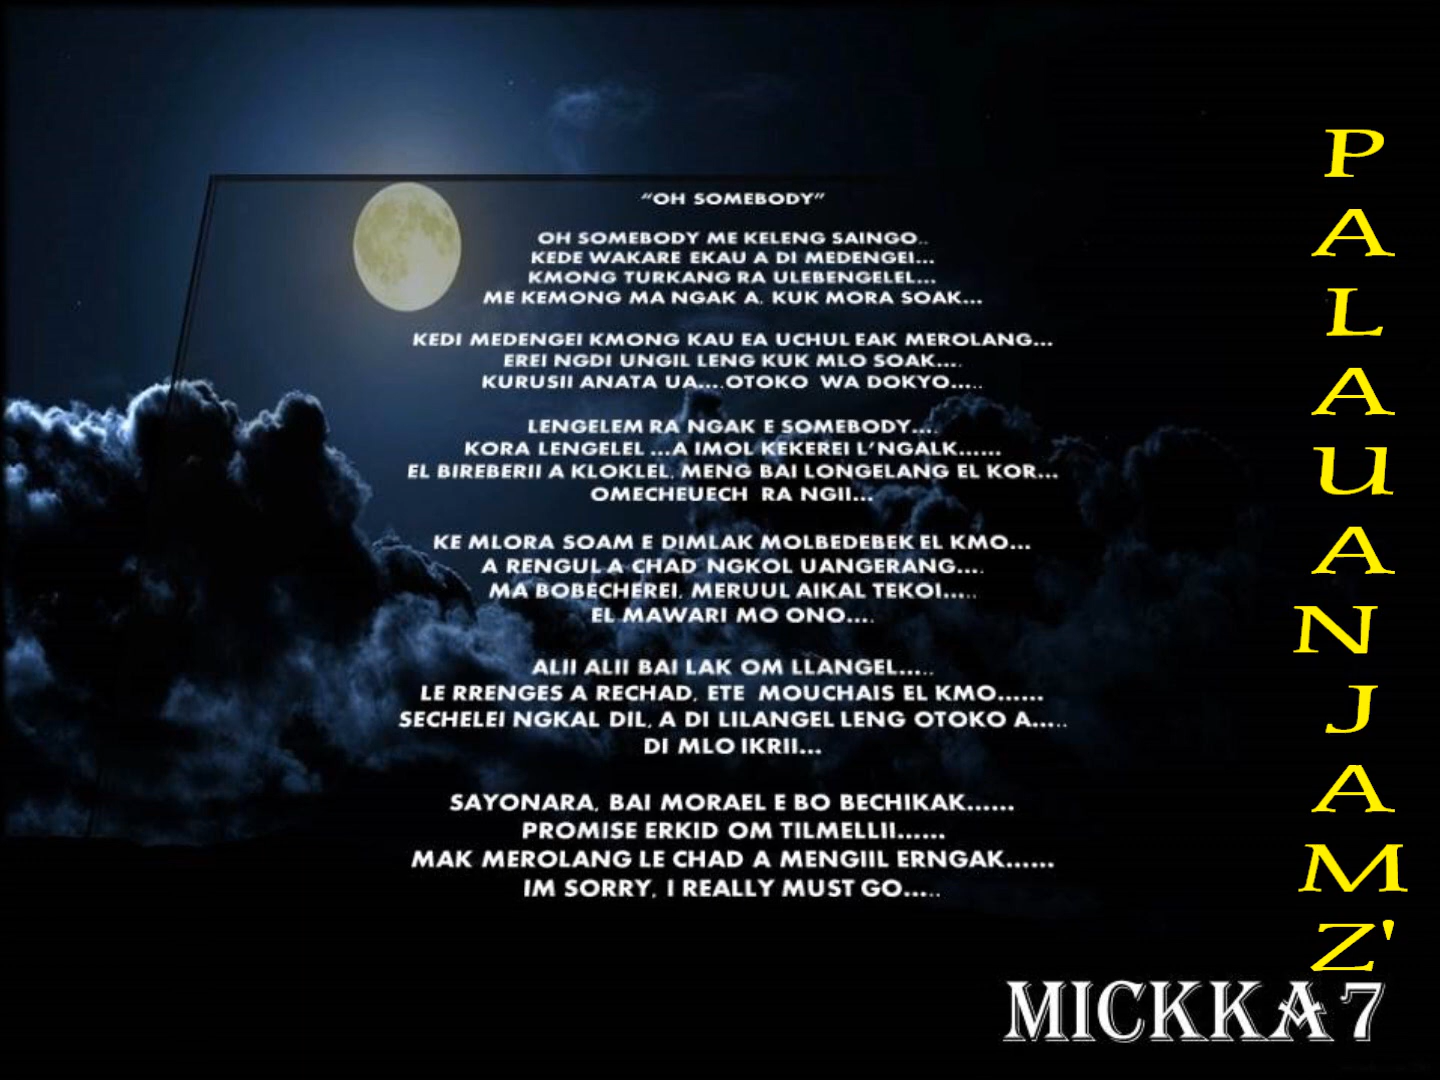 "OH SOMEBODY"
OH SOMEBODY ME KELENG SAINGO..
KEDE WAKARE EKAU A DI MEDENGEI...
KMONG TURKANG RA ULEBENGELEL...
ME KEMONG MA NGAK A, KUK MORA SOAK...
KEDI MEDENGEI KMONG KAU EA UCHUL EAK MEROLANG...
EREI NGDI UNGIL LENG KUK MLO SOAK....
KURUSII ANATA UA....OTOKO WA DOKYO.....
LENGELEM RA NGAK E SOMEBODY....
KORA LENGELEL ...A IMOL KEKEREI L'NGALK......
EL BIREBERII A KLOKLEL, MENG BAI LONGELANG EL KOR...
OMECHEUECH RA NGII...
KE MLORA SOAM E DIMLAK MOLBEDEBEK EL KMO...
A RENGUL A CHAD NGKOL UANGERANG....
MA BOBECHEREI, MERUUL AIKAL TEKOI.....
EL MAWARI MO ONO....
ALII ALII BAI LAK OM LLANGEL.....
LE RRENGES A RECHAD, ETE MOUCHAIS EL KMO......
SECHELEI NGKAL DIL, A DI LILANGEL LENG OTOKO A.....
DI MLO IKRII...
SAYONARA, BAI MORAEL E BO BECHIKAK......
PROMISE ERKID OM TILMELLII......
MAK MEROLANG LE CHAD A MENGIIL ERNGAK......
IM SORRY, I REALLY MUST GO.....
PALAUANJAMZ'
MICKKA7